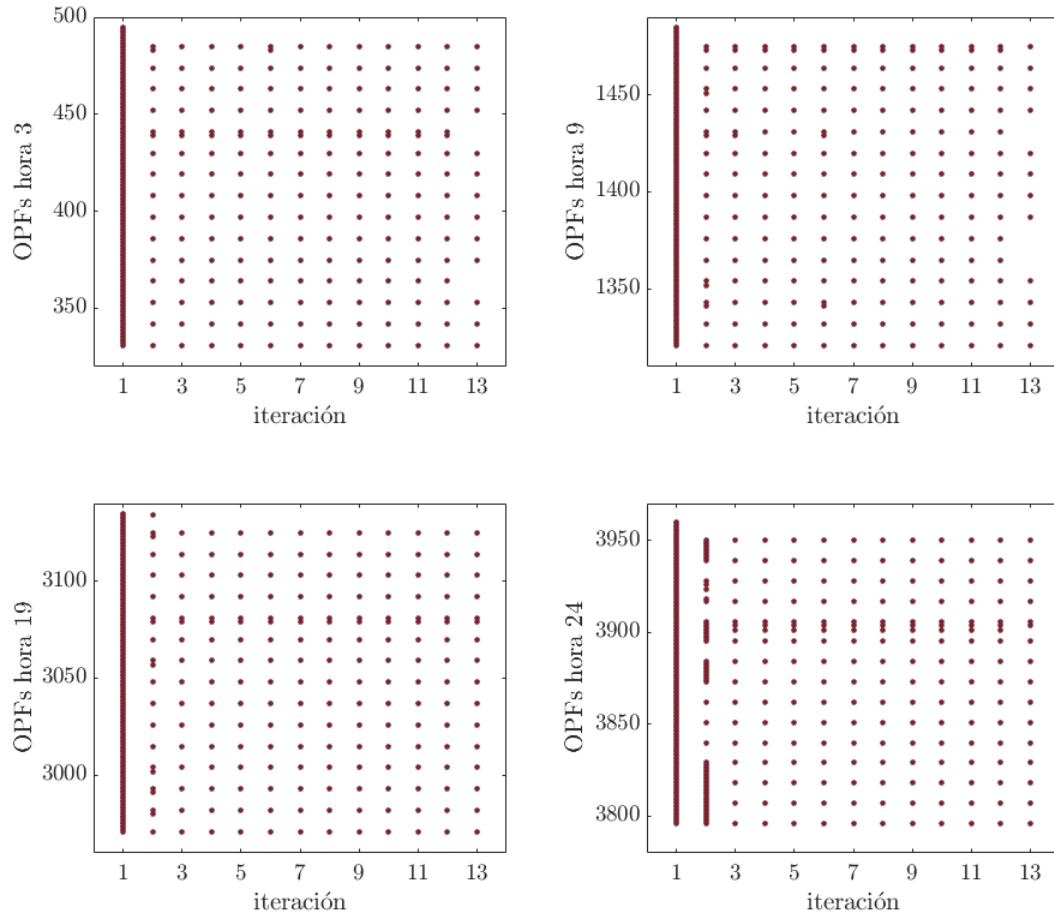 500
450
400
350
OPFs hora 3
1 3 5 7 9 11 13
iteración
1450
1400
1350
OPFs hora 9
1 3 5 7 9 11 13
iteración
3100
3050
3000
OPFs hora 19
1 3 5 7 9 11 13
iteración
3950
3900
3850
3800
OPFs hora 24
1 3 5 7 9 11 13
iteración